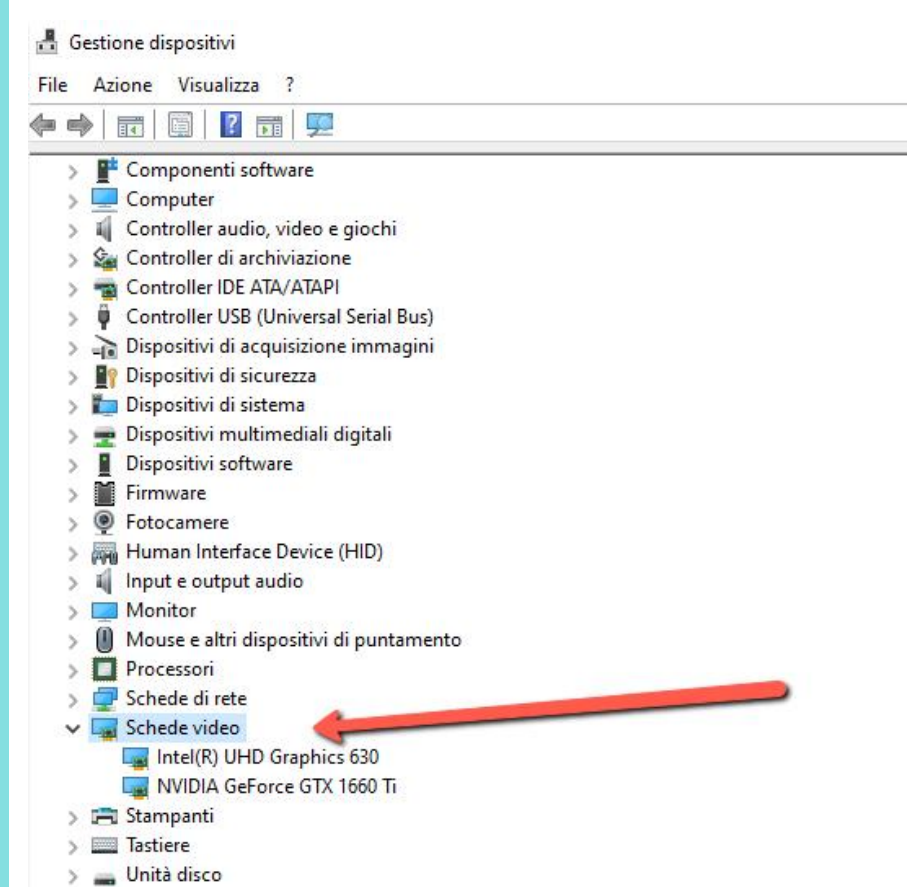 Gestione dispositivi
File Azione Visualizza ?
Componenti software
Computer
Controller audio, video e giochi
Controller di archiviazione
Controller IDE ATA/ATAPI
Controller USB (Universal Serial Bus)
Dispositivi di acquisizione immagini
Dispositivi di sicurezza
Dispositivi di sistema
Dispositivi multimediali digitali
Dispositivi software
Firmware
Fotocamere
Human Interface Device (HID)
Input e output audio
Monitor
Mouse e altri dispositivi di puntamento
Processori
Schede di rete
Schede video
Intel(R) UHD Graphics 630
NVIDIA GeForce GTX 1660 Ti
Stampanti
Tastiere
Unità disco